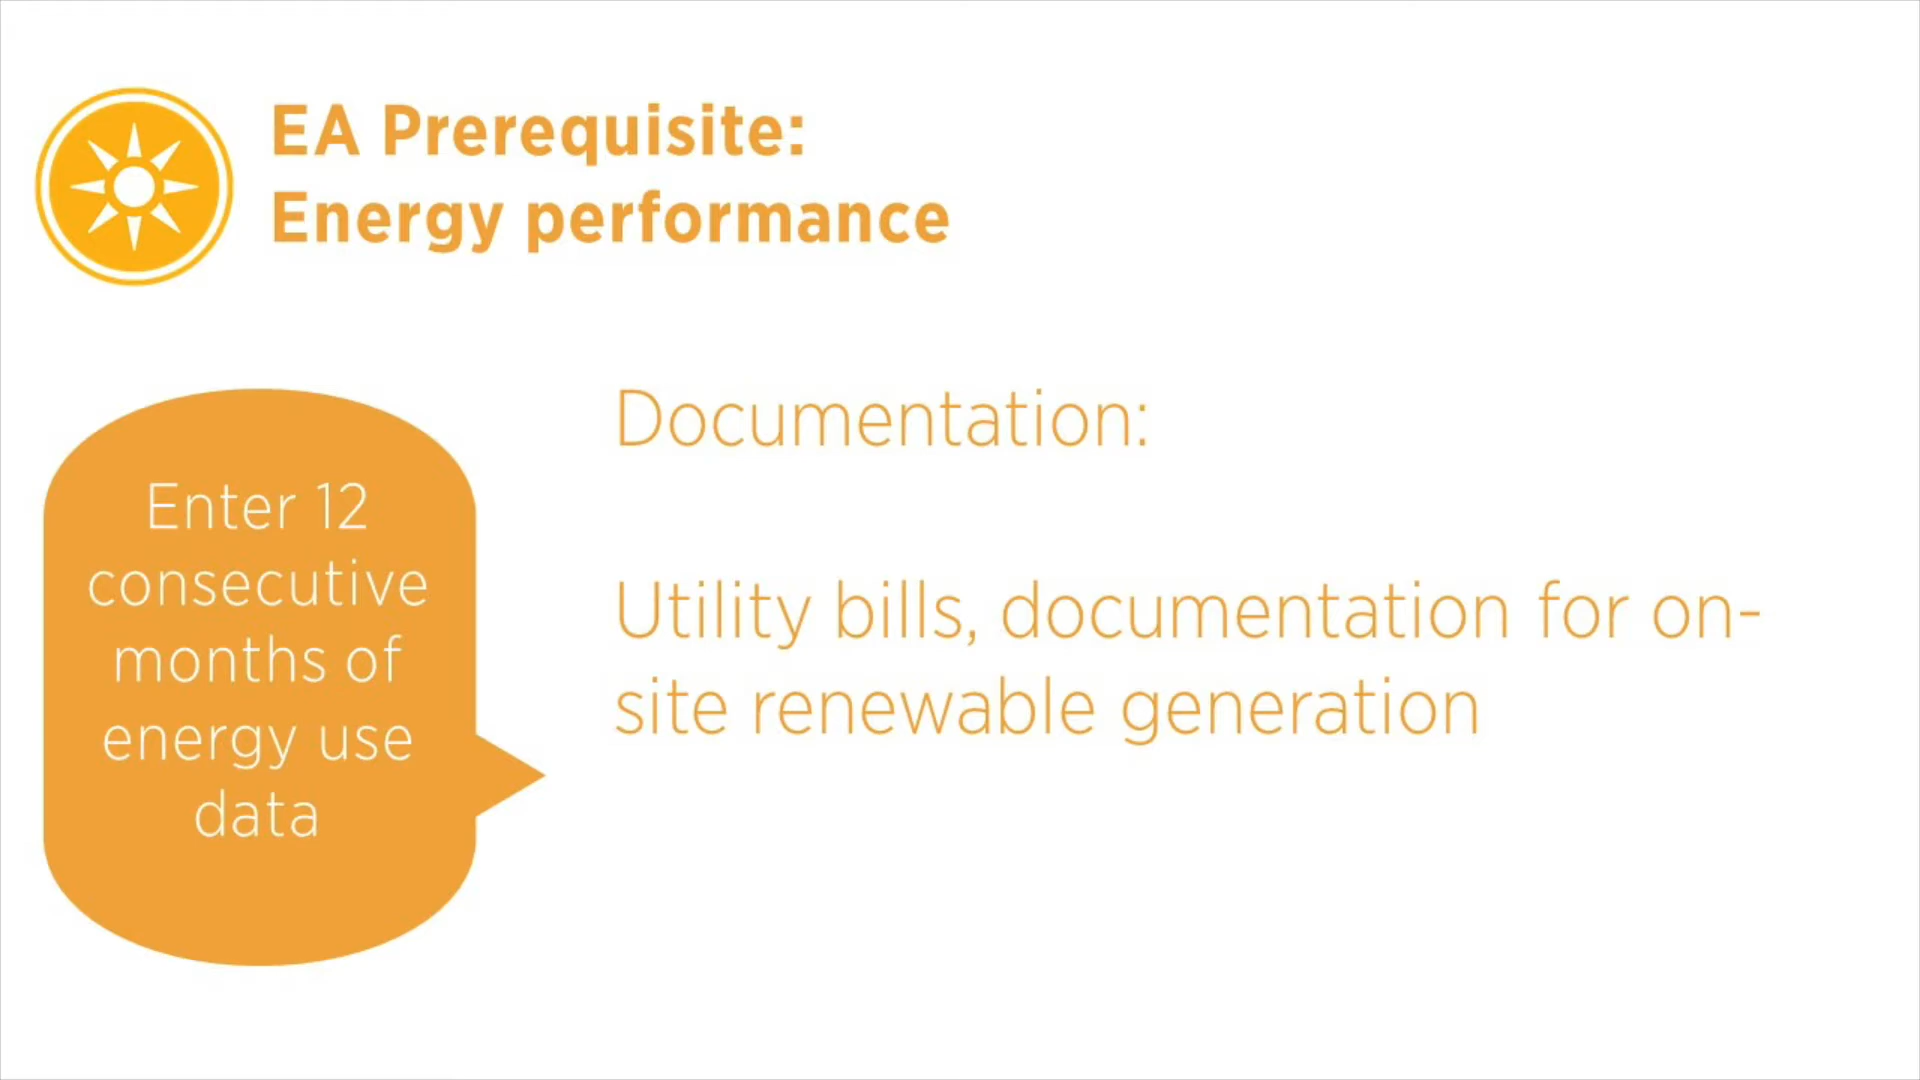 EA Prerequisite:
Energy performance
Enter 12
consecutive
months of
energy use
data
Documentation:
Utility bills, documentation for on-
site renewable generation